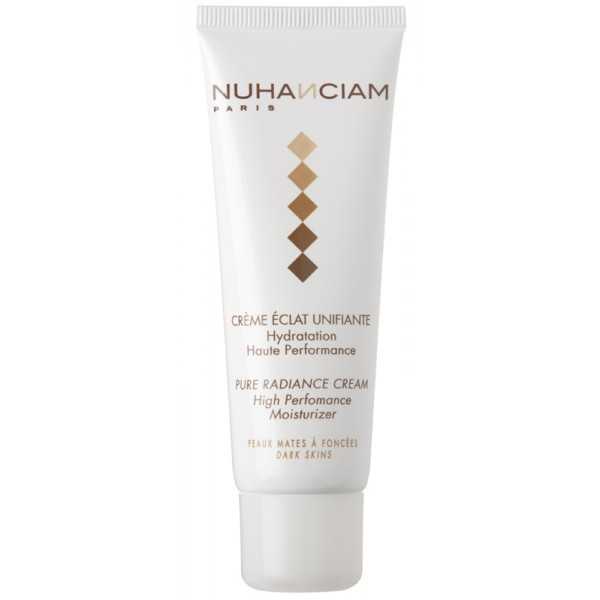 NUHANCIAM
PARIS
CRÈME ÉCLAT UNIFIANTE
Hydratation
Haute Performance
PURE RADIANCE CREAM
High Perfomance
Moisturizer
PEAUX MATES À FONCÉES
DARK SKINS